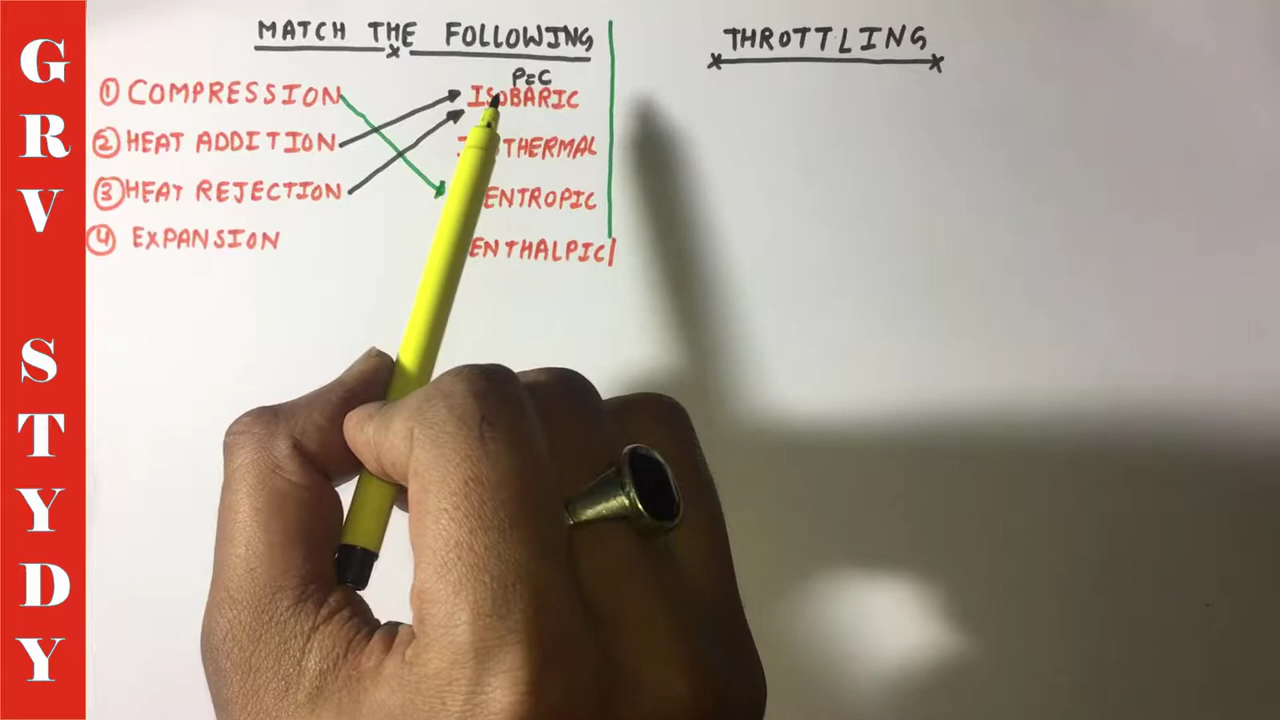 GRV STYDY
MATCH THE FOLLOWING
P=C
① COMPRESSION ISOBARIC
② HEAT ADDITION THERMAL
③ HEAT REJECTION ENTROPIC
④ EXPANSION ENTHALPIC
THROTTLING